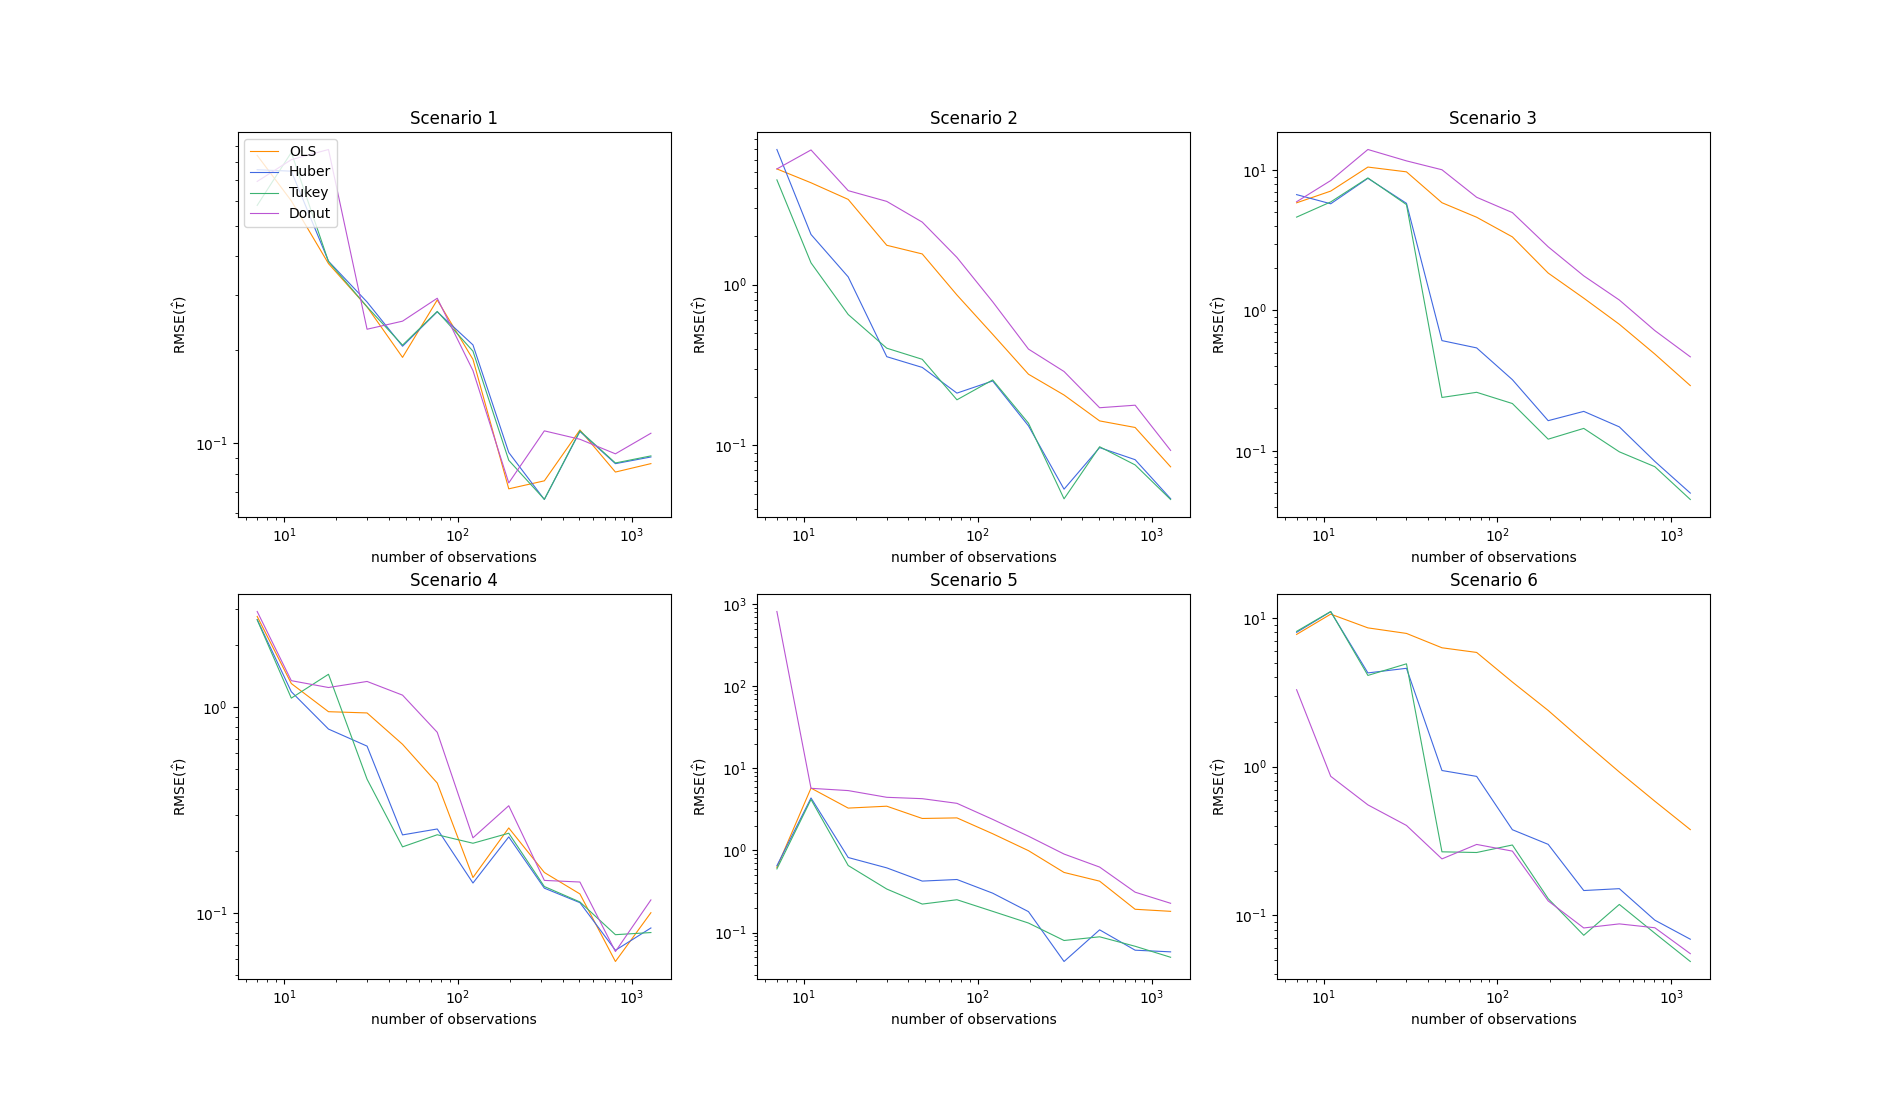 Scenario 1
OLS
Huber
Tukey
Donut
RMSE(τ̂)
10⁻¹
10¹ 10² 10³
number of observations
Scenario 2
RMSE(τ̂)
10⁰
10⁻¹
10¹ 10² 10³
number of observations
Scenario 3
RMSE(τ̂)
10¹
10⁰
10⁻¹
10¹ 10² 10³
number of observations
Scenario 4
RMSE(τ̂)
10⁰
10⁻¹
10¹ 10² 10³
number of observations
Scenario 5
RMSE(τ̂)
10³
10²
10¹
10⁰
10⁻¹
10¹ 10² 10³
number of observations
Scenario 6
RMSE(τ̂)
10¹
10⁰
10⁻¹
10¹ 10² 10³
number of observations